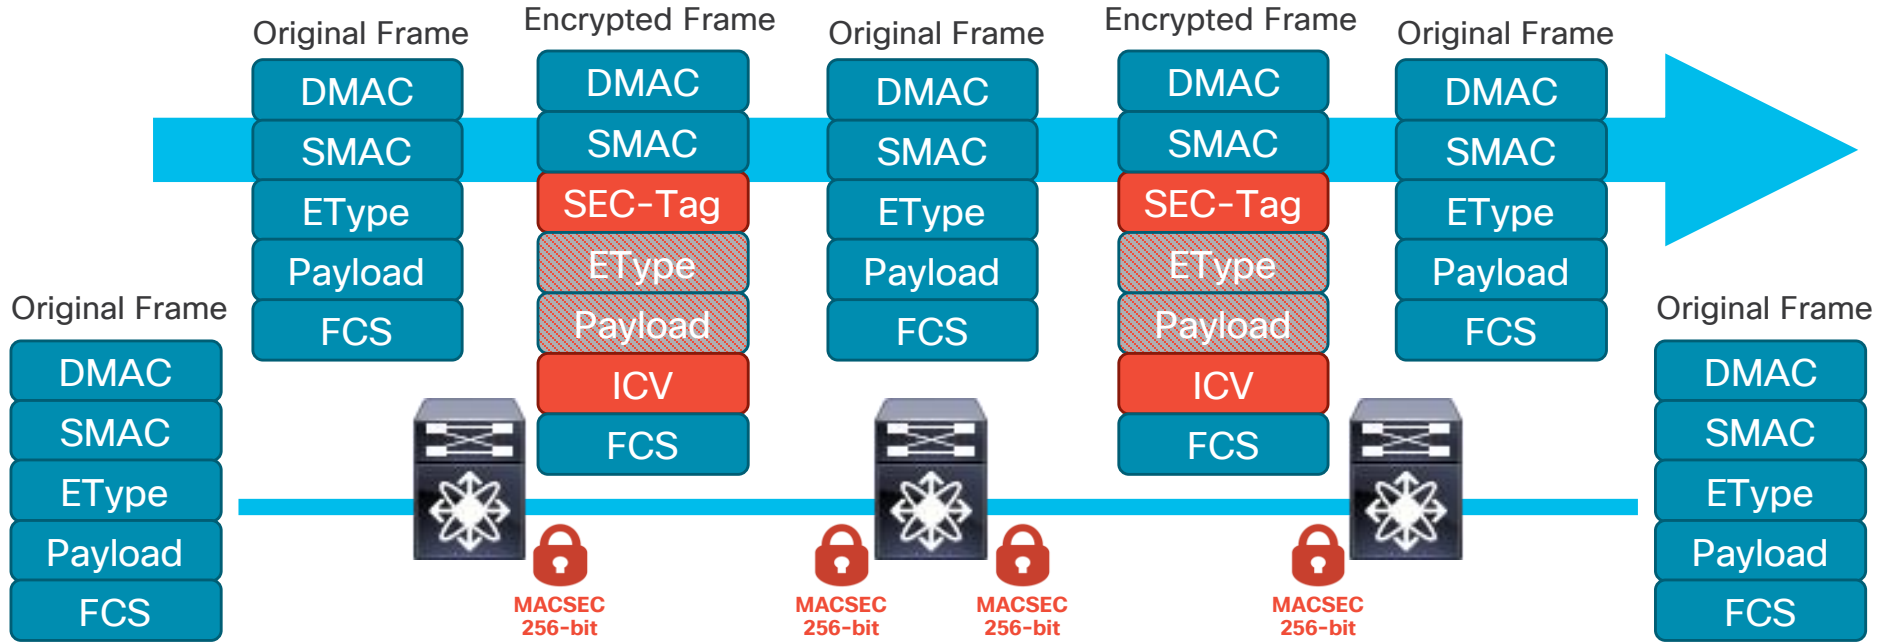 Original Frame
DMAC
SMAC
EType
Payload
FCS
Original Frame
DMAC
SMAC
EType
Payload
FCS
Encrypted Frame
DMAC
SMAC
SEC-Tag
EType
Payload
ICV
FCS
Original Frame
DMAC
SMAC
EType
Payload
FCS
Encrypted Frame
DMAC
SMAC
SEC-Tag
EType
Payload
ICV
FCS
Original Frame
DMAC
SMAC
EType
Payload
FCS
Original Frame
DMAC
SMAC
EType
Payload
FCS
MACSEC
256-bit
MACSEC
256-bit
MACSEC
256-bit
MACSEC
256-bit